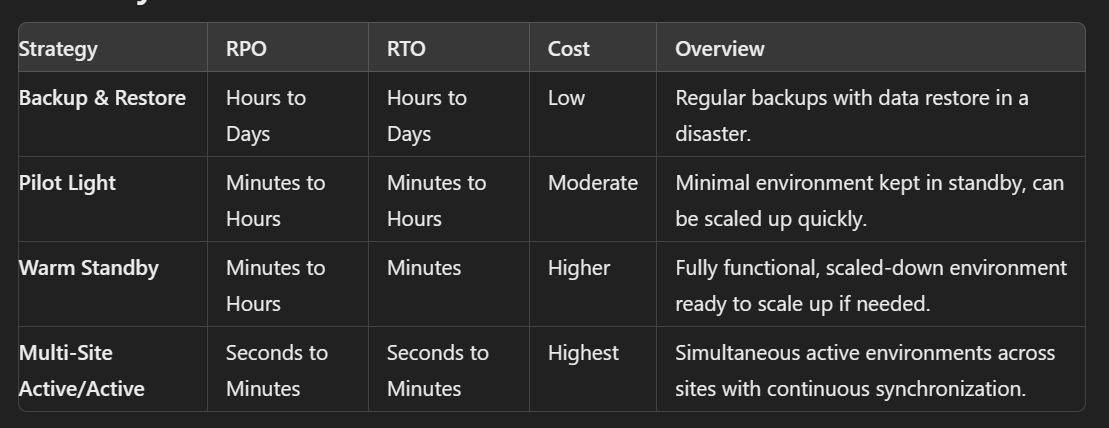 Strategy RPO RTO Cost Overview
Backup & Restore Hours to Hours to Low Regular backups with data restore in a
Days Days disaster.
Pilot Light Minutes to Minutes to Moderate Minimal environment kept in standby, can
Hours Hours be scaled up quickly.
Warm Standby Minutes to Minutes Higher Fully functional, scaled-down environment
Hours ready to scale up if needed.
Multi-Site Seconds to Seconds to Highest Simultaneous active environments across
Active/Active Minutes Minutes sites with continuous synchronization.